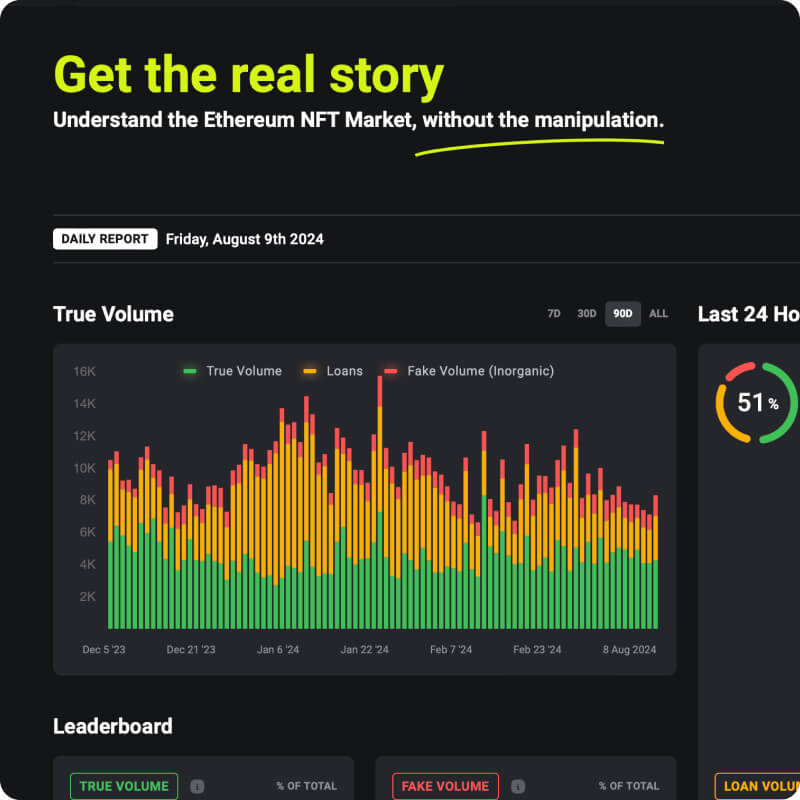 Get the real story
Understand the Ethereum NFT Market, without the manipulation.
DAILY REPORT Friday, August 9th 2024
True Volume
7D 30D 90D ALL
True Volume Loans Fake Volume (Inorganic)
16K
14K
12K
10K
8K
6K
4K
2K
Dec 5 '23 Dec 21 '23 Jan 6 '24 Jan 22 '24 Feb 7 '24 Feb 23 '24 8 Aug 2024
Last 24 Ho
51%
Leaderboard
TRUE VOLUME i % OF TOTAL
FAKE VOLUME i % OF TOTAL
LOAN VOLU